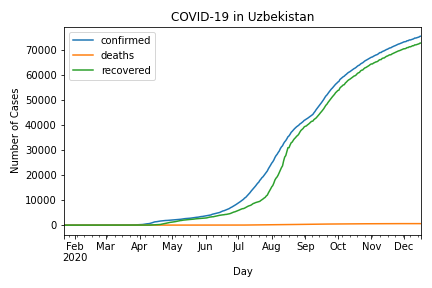 COVID-19 in Uzbekistan
confirmed
deaths
recovered
Number of Cases
70000
60000
50000
40000
30000
20000
10000
0
Feb Mar Apr May Jun Jul Aug Sep Oct Nov Dec
2020
Day